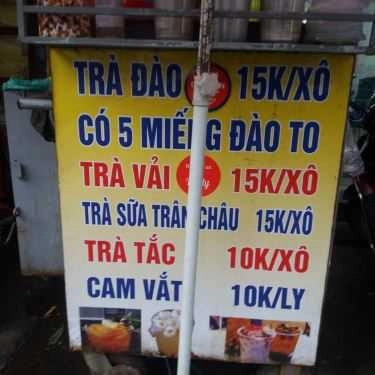 TRÀ ĐÀO 15K/XÔ
CÓ 5 MIẾNG ĐÀO TO
TRÀ VẢI 15K/XÔ
TRÀ SỮA TRÂN CHÂU 15K/XÔ
TRÀ TẮC 10K/XÔ
CAM VẮT 10K/LY